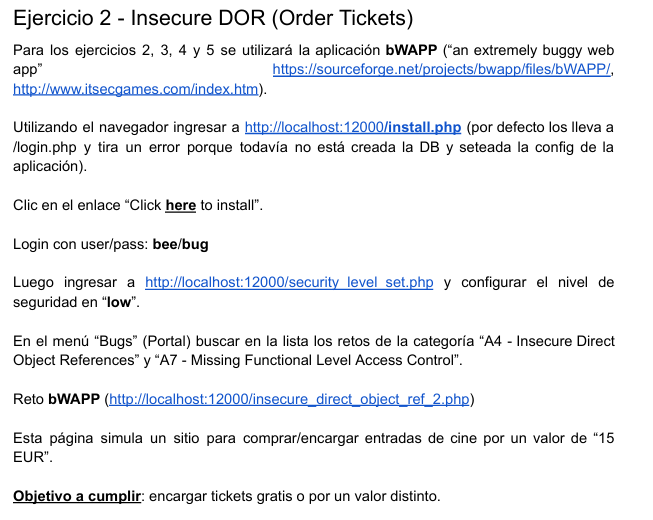 Ejercicio 2 - Insecure DOR (Order Tickets)
Para los ejercicios 2, 3, 4 y 5 se utilizará la aplicación bWAPP (“an extremely buggy web
app” https://sourceforge.net/projects/bwapp/files/bWAPP/,
http://www.itsecgames.com/index.htm).
Utilizando el navegador ingresar a http://localhost:12000/install.php (por defecto los lleva a
/login.php y tira un error porque todavía no está creada la DB y seteada la config de la
aplicación).
Clic en el enlace “Click here to install”.
Login con user/pass: bee/bug
Luego ingresar a http://localhost:12000/security_level_set.php y configurar el nivel de
seguridad en “low”.
En el menú “Bugs” (Portal) buscar en la lista los retos de la categoría “A4 - Insecure Direct
Object References” y “A7 - Missing Functional Level Access Control”.
Reto bWAPP (http://localhost:12000/insecure_direct_object_ref_2.php)
Esta página simula un sitio para comprar/encargar entradas de cine por un valor de “15
EUR”.
Objetivo a cumplir: encargar tickets gratis o por un valor distinto.